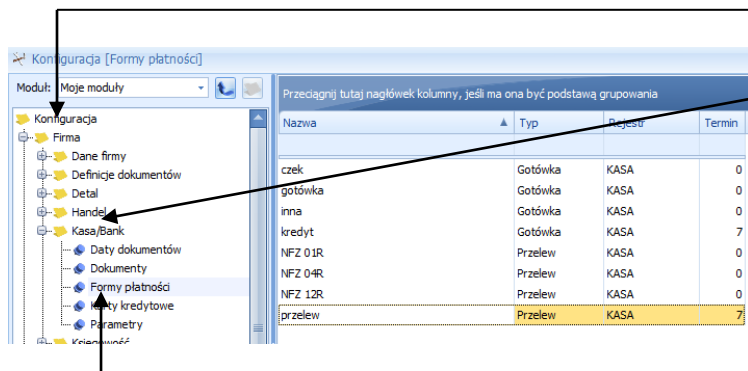 Konfiguracja [Formy płatności]
Moduł: Moje moduły
Przeciągnij tutaj nagłówek kolumny, jeśli ma ona być podstawą grupowania
Konfiguracja
Firma
Dane firmy
Definicje dokumentów
Detal
Handel
Kasa/Bank
Daty dokumentów
Dokumenty
Formy płatności
Karty kredytowe
Parametry
Księgowość
Nazwa Typ Rejestr Termin
czek Gotówka KASA 0
gotówka Gotówka KASA 0
inna Gotówka KASA 0
kredyt Gotówka KASA 7
NFZ 01R Przelew KASA 0
NFZ 04R Przelew KASA 0
NFZ 12R Przelew KASA 0
przelew Przelew KASA 7